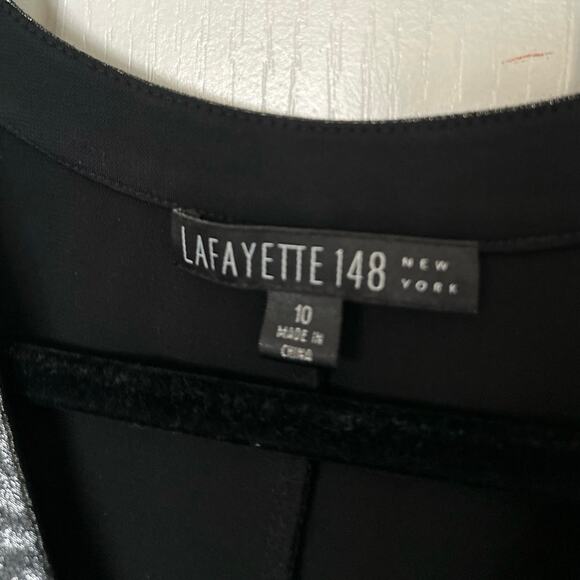 LAFAYETTE 148 NEW YORK
10
MADE IN
CHINA